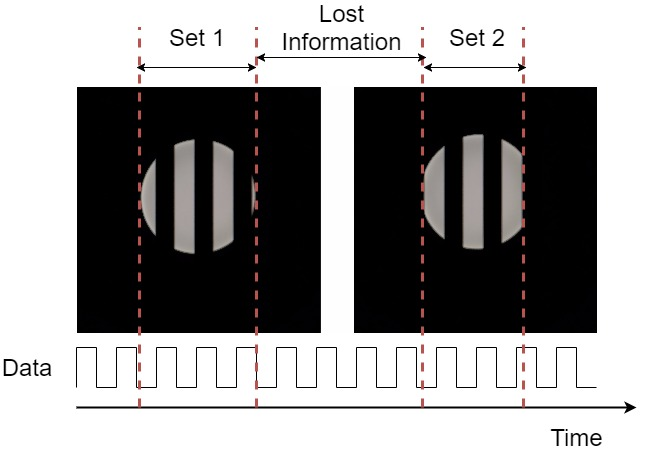 Lost
Set 1
Information
Set 2
Data
Time